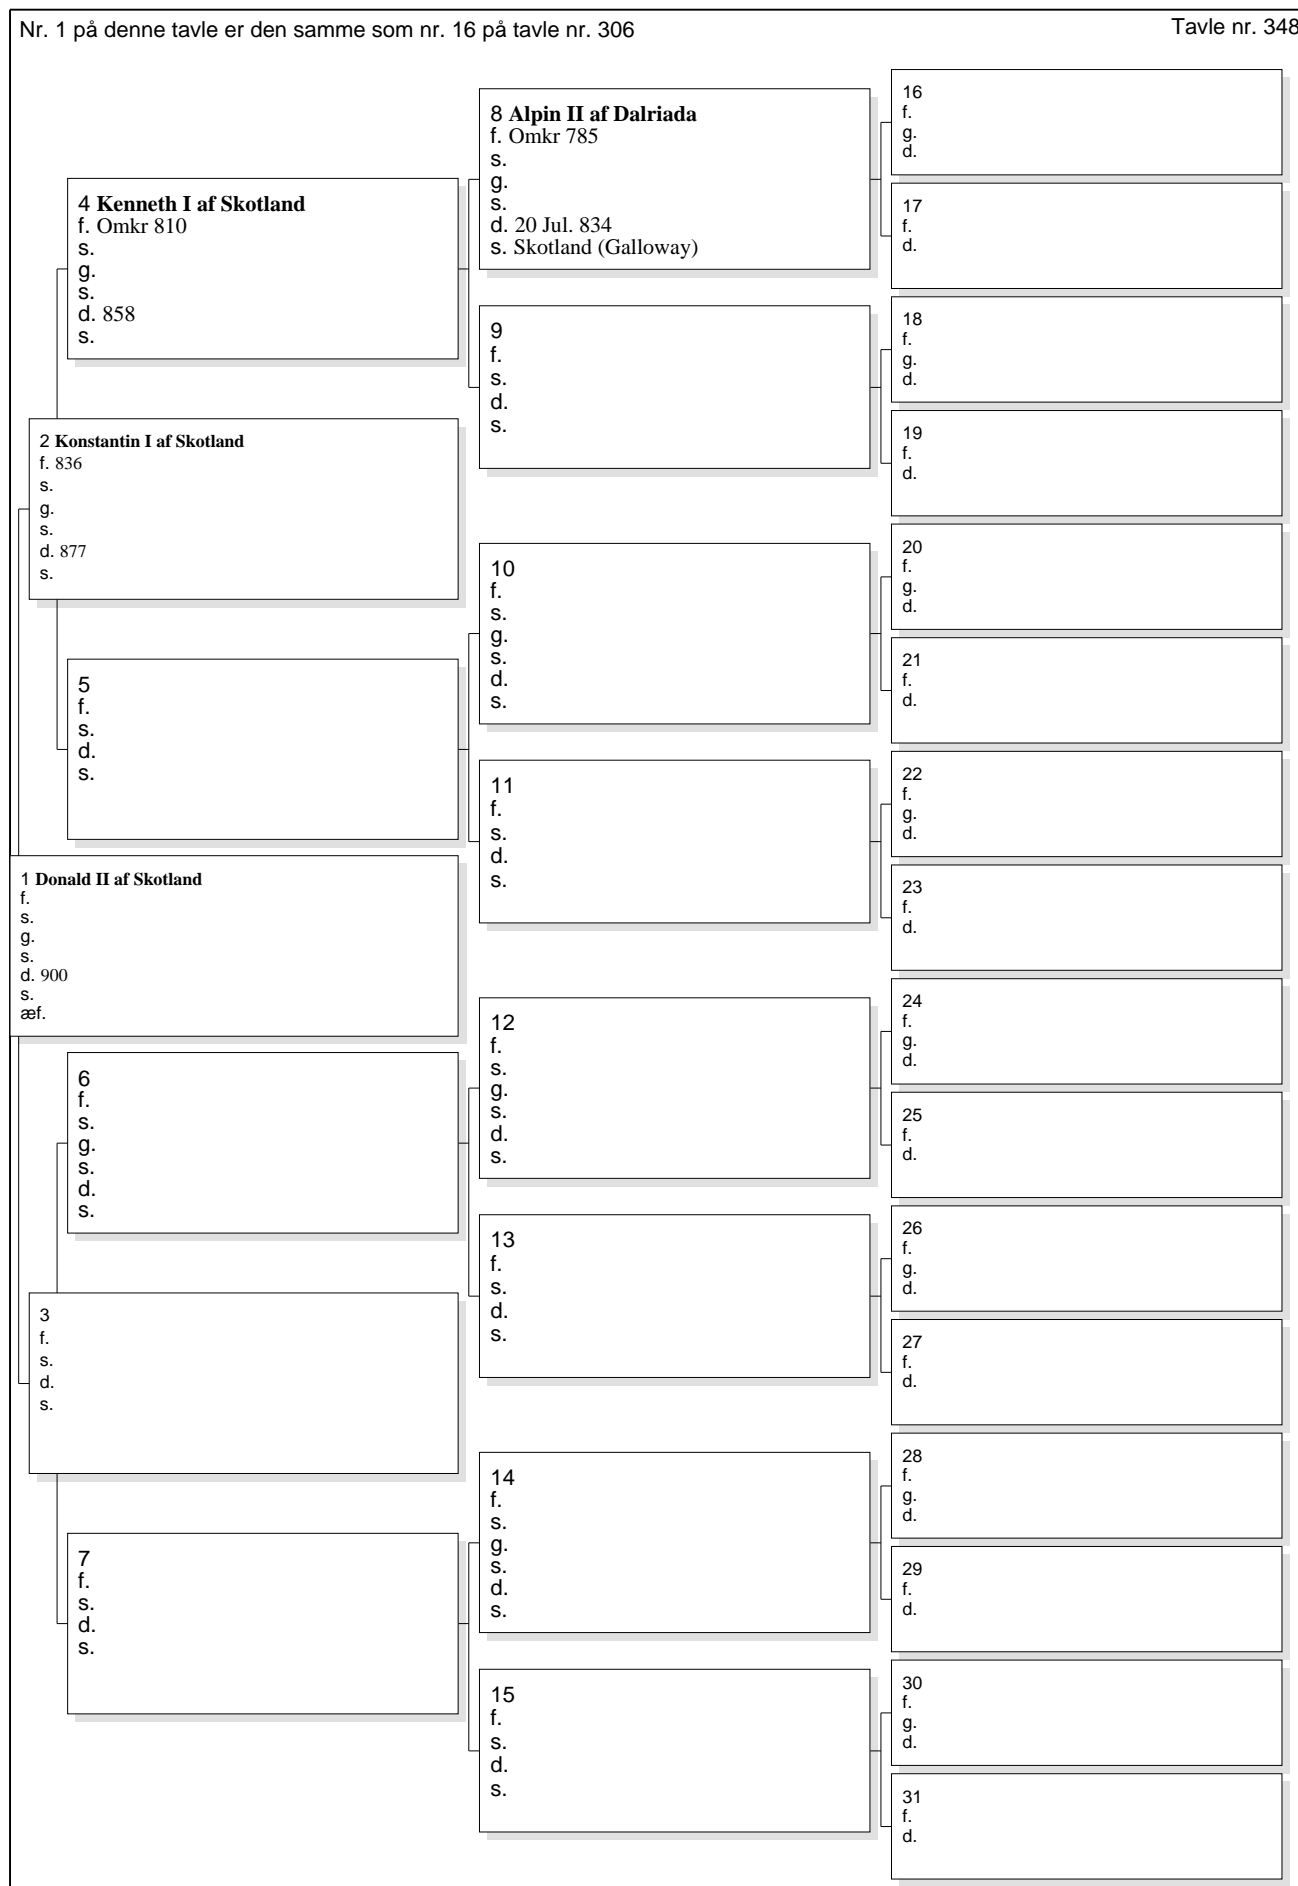 Nr. 1 på denne tavle er den samme som nr. 16 på tavle nr. 306
Tavle nr. 348
8 Alpin II af Dalriada
f. Omkr 785
s.
g.
s.
d. 20 Jul. 834
s. Skotland (Galloway)
4 Kenneth I af Skotland
f. Omkr 810
s.
g.
s.
d. 858
s.
9
f.
s.
d.
s.
2 Konstantin I af Skotland
f. 836
s.
g.
s.
d. 877
s.
10
f.
s.
g.
s.
d.
s.
5
f.
s.
d.
s.
11
f.
s.
d.
s.
1 Donald II af Skotland
f.
s.
g.
s.
d. 900
s.
æf.
12
f.
s.
g.
s.
d.
s.
6
f.
s.
g.
s.
d.
s.
13
f.
s.
d.
s.
3
f.
s.
d.
s.
14
f.
s.
g.
s.
d.
s.
7
f.
s.
d.
s.
15
f.
s.
d.
s.
16
f.
g.
d.
17
f.
d.
18
f.
g.
d.
19
f.
d.
20
f.
g.
d.
21
f.
d.
22
f.
g.
d.
23
f.
d.
24
f.
g.
d.
25
f.
d.
26
f.
g.
d.
27
f.
d.
28
f.
g.
d.
29
f.
d.
30
f.
g.
d.
31
f.
d.